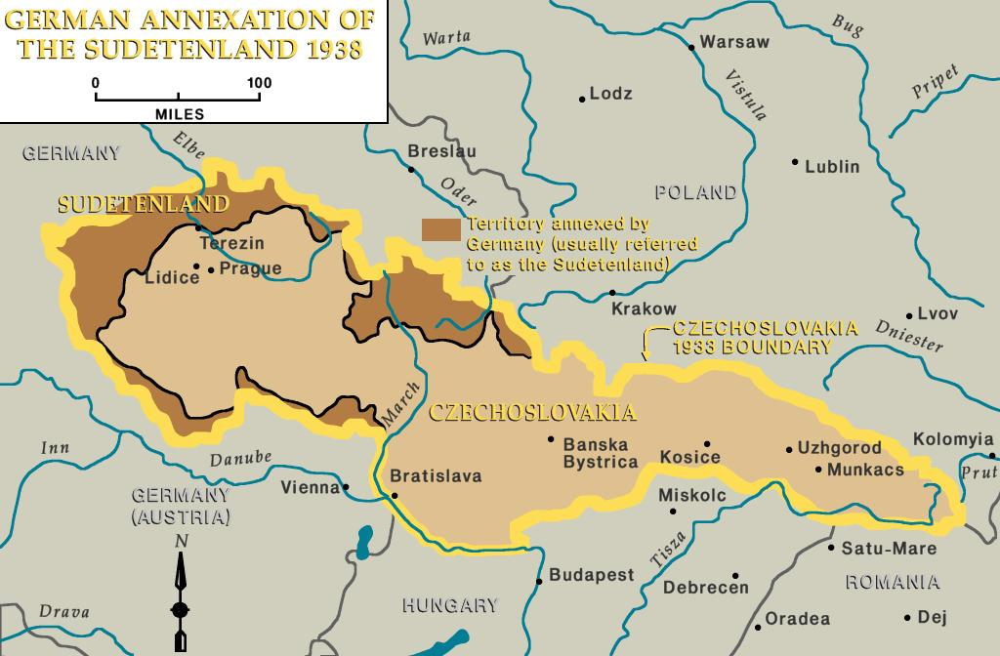 GERMAN ANNEXATION OF
THE SUDETENLAND 1938
0 100
MILES
Warta
Warsaw
Bug
Pripet
Vistula
Lodz
Elbe
GERMANY
Breslau
Oder
Lublin
POLAND
SUDETENLAND
Territory annexed by
Germany (usually referred
to as the Sudetenland)
Terezin
Lidice
Prague
Krakow
Lvov
Dniester
CZECHOSLOVAKIA
1933 BOUNDARY
March
CZECHOSLOVAKIA
Banska
Bystrica
Kosice
Uzhgorod
Munkacs
Kolomyia
Prut
Inn
Danube
Vienna
Bratislava
GERMANY
(AUSTRIA)
Miskolc
Tisza
N
Satu-Mare
Budapest
Debrecen
ROMANIA
HUNGARY
Drava
Oradea
Dej